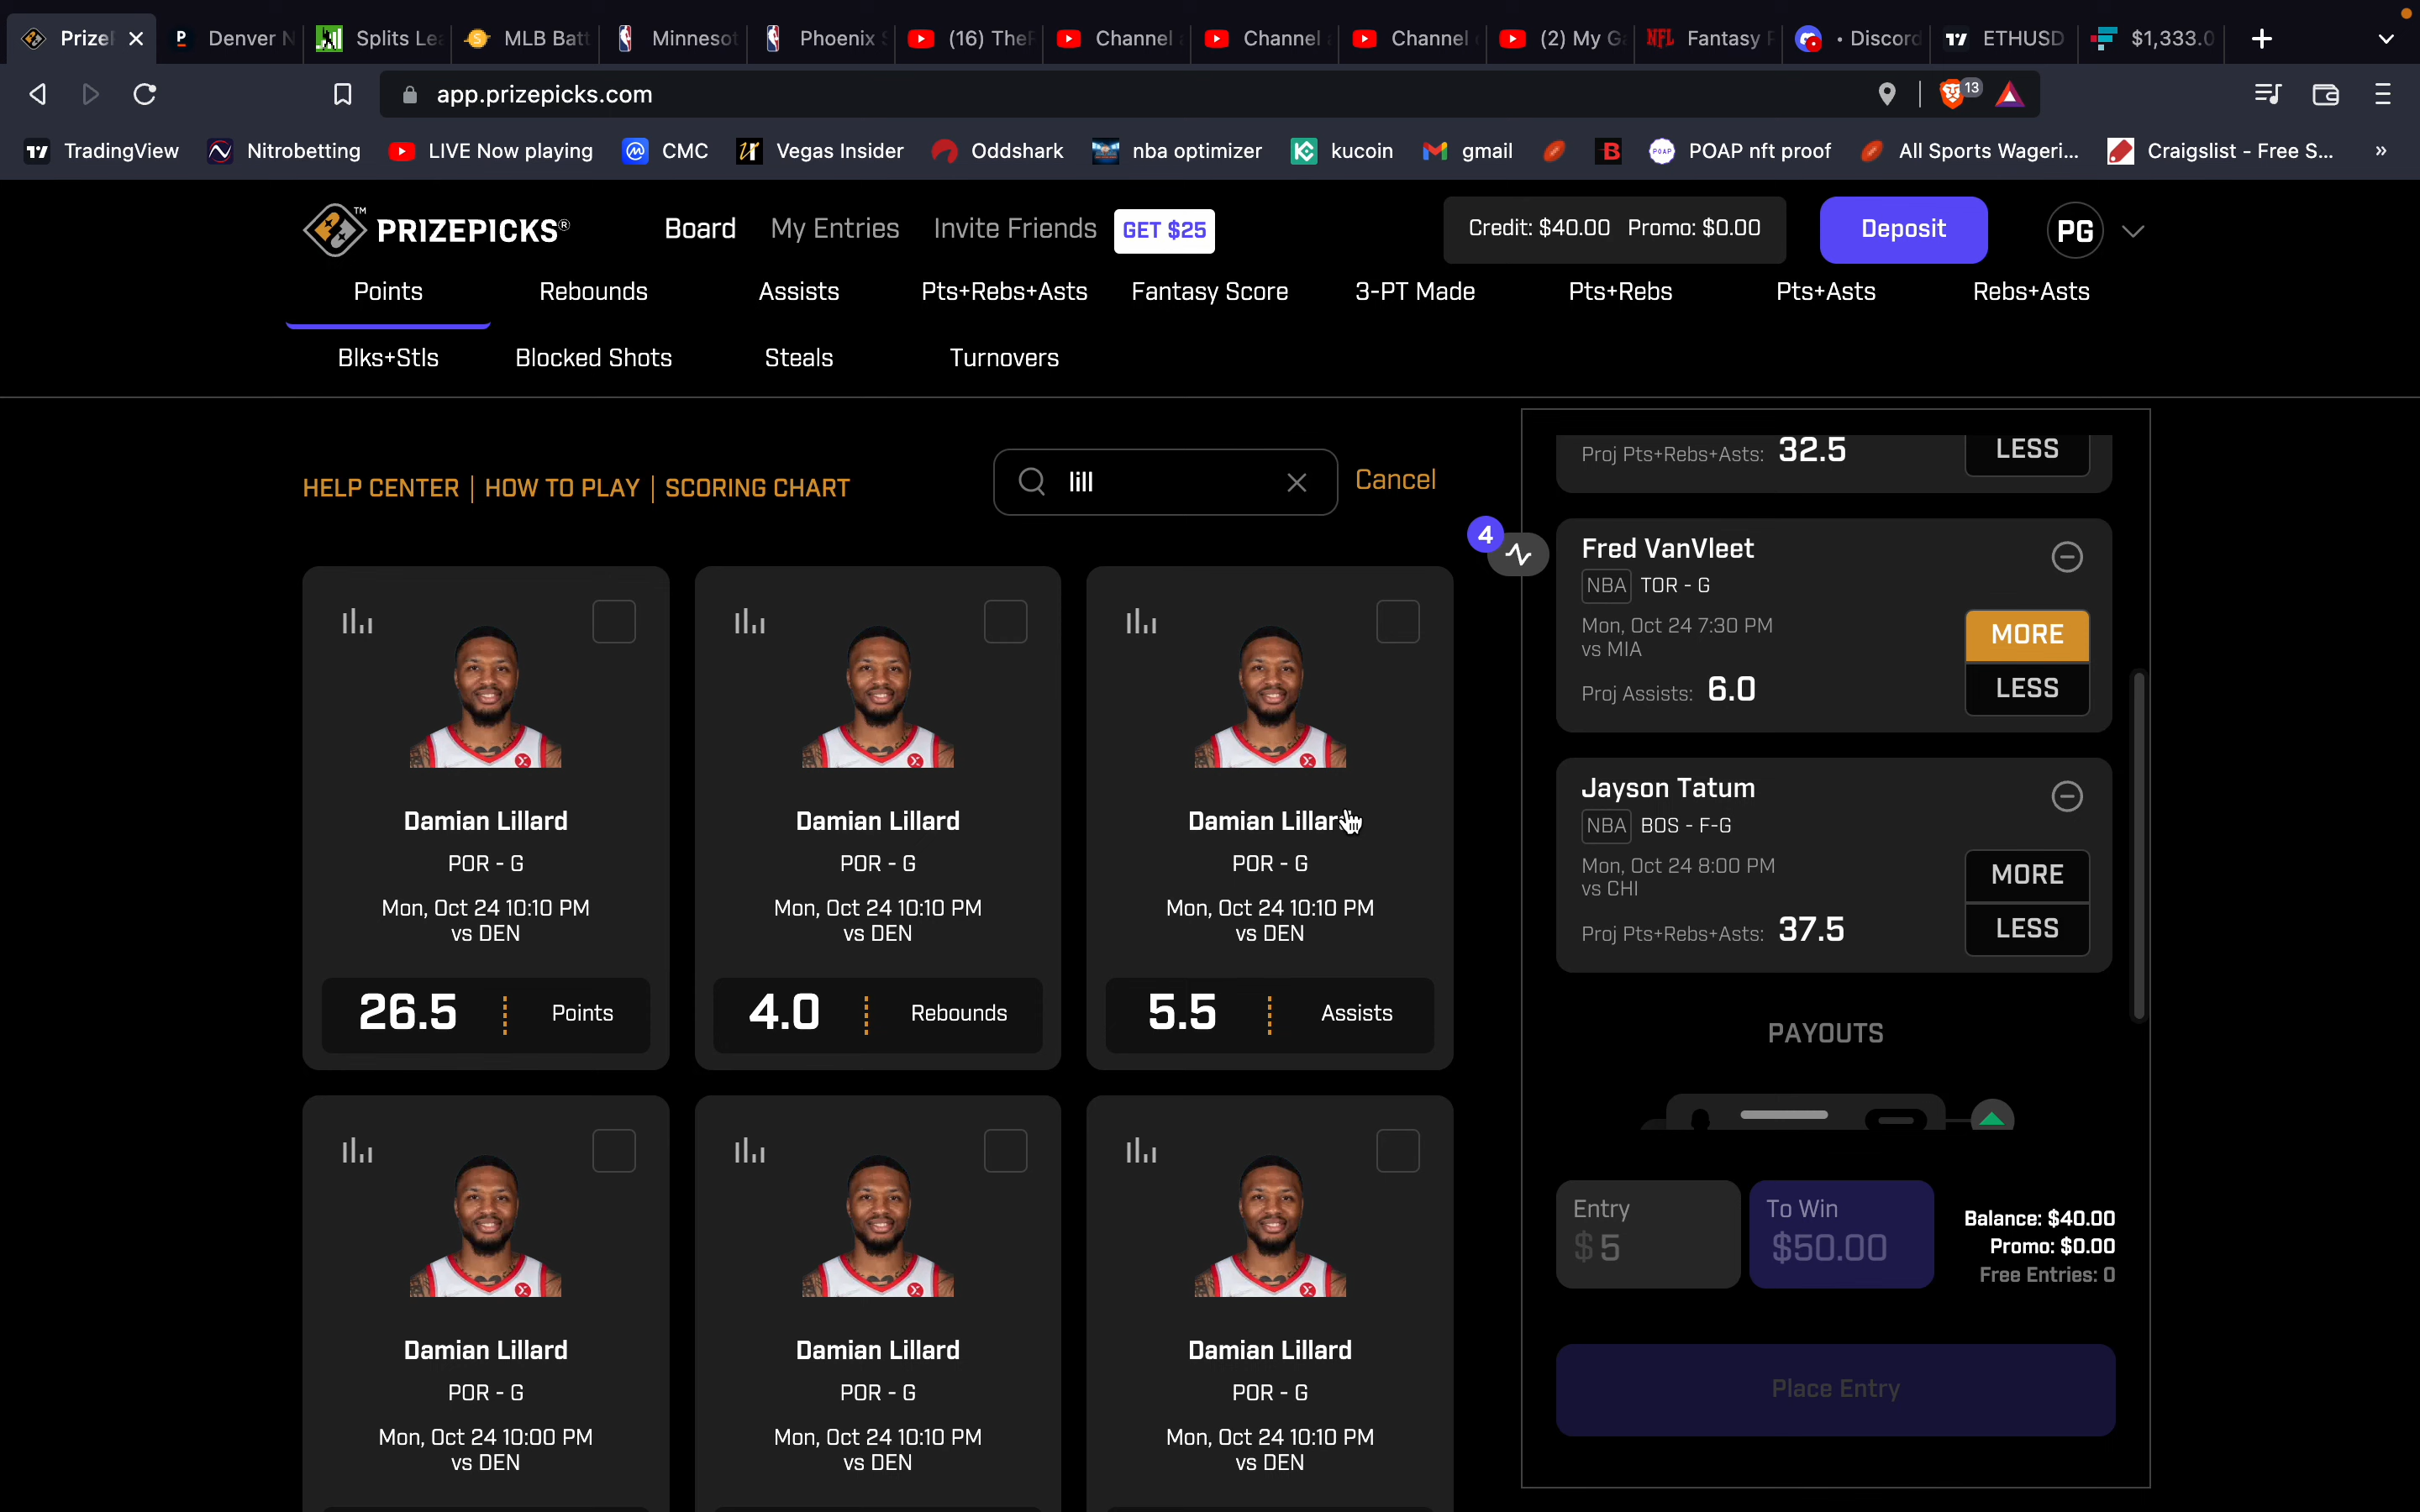 Prize
Denver N
Splits Lea
MLB Batt
Minnesot
Phoenix S
(16) TheF
Channel
Channel
Channel
(2) My G
NFL Fantasy F
• Discord
ETHUSD
$1,333.0
app.prizepicks.com
13
TradingView
Nitrobetting
LIVE Now playing
CMC
Vegas Insider
Oddshark
nba optimizer
kucoin
gmail
B
POAP nft proof
All Sports Wageri...
Craigslist - Free S...
»
PRIZEPICKS®
TM
Board
My Entries
Invite Friends
GET $25
Credit: $40.00 Promo: $0.00
Deposit
PG
Points
Rebounds
Assists
Pts+Rebs+Asts
Fantasy Score
3-PT Made
Pts+Rebs
Pts+Asts
Rebs+Asts
Blks+Stls
Blocked Shots
Steals
Turnovers
HELP CENTER | HOW TO PLAY | SCORING CHART
lill
Cancel
Damian Lillard
POR - G
Mon, Oct 24 10:10 PM
vs DEN
26.5 Points
Damian Lillard
POR - G
Mon, Oct 24 10:10 PM
vs DEN
4.0 Rebounds
Damian Lillard
POR - G
Mon, Oct 24 10:10 PM
vs DEN
5.5 Assists
Damian Lillard
POR - G
Mon, Oct 24 10:00 PM
vs DEN
Damian Lillard
POR - G
Mon, Oct 24 10:10 PM
vs DEN
Damian Lillard
POR - G
Mon, Oct 24 10:10 PM
vs DEN
4
Proj Pts+Rebs+Asts: 32.5
LESS
Fred VanVleet
NBA TOR - G
Mon, Oct 24 7:30 PM
vs MIA
Proj Assists: 6.0
MORE
LESS
Jayson Tatum
NBA BOS - F-G
Mon, Oct 24 8:00 PM
vs CHI
Proj Pts+Rebs+Asts: 37.5
MORE
LESS
PAYOUTS
Entry
$ 5
To Win
$50.00
Balance: $40.00
Promo: $0.00
Free Entries: 0
Place Entry